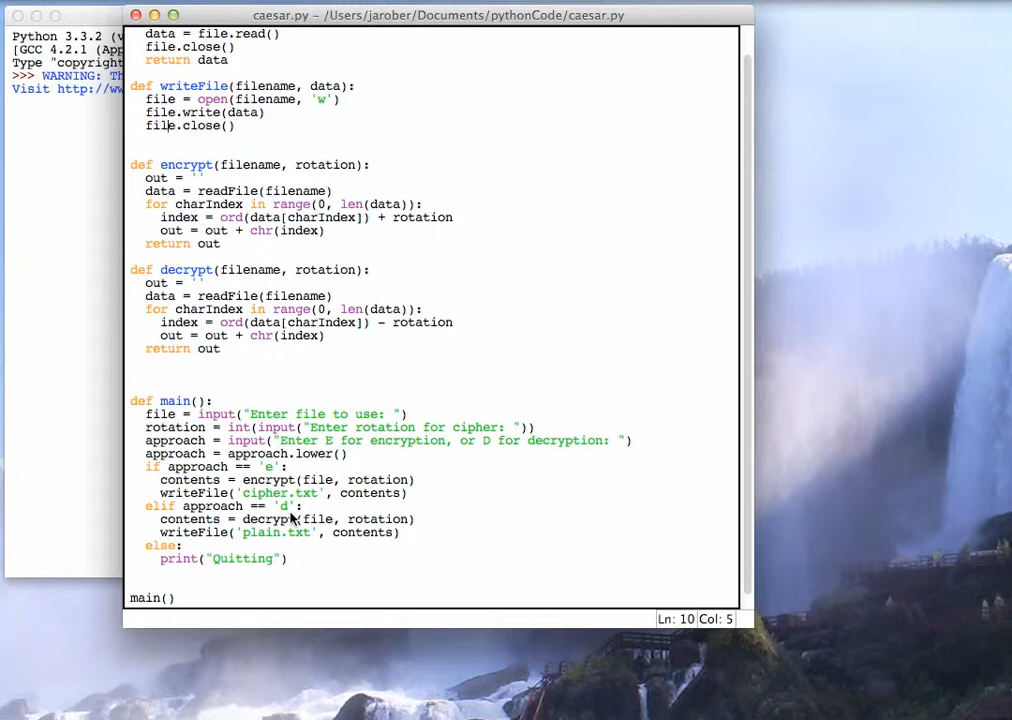 caesar.py – /Users/jarober/Documents/pythonCode/caesar.py
Python 3.3.2 (v
[GCC 4.2.1 (App
Type "copyright
>>> WARNING: Th
Visit http://ww
data = file.read()
file.close()
return data
def writeFile(filename, data):
file = open(filename, 'w')
file.write(data)
file.close()
def encrypt(filename, rotation):
out = ''
data = readFile(filename)
for charIndex in range(0, len(data)):
index = ord(data[charIndex]) + rotation
out = out + chr(index)
return out
def decrypt(filename, rotation):
out = ''
data = readFile(filename)
for charIndex in range(0, len(data)):
index = ord(data[charIndex]) - rotation
out = out + chr(index)
return out
def main():
file = input("Enter file to use: ")
rotation = int(input("Enter rotation for cipher: "))
approach = input("Enter E for encryption, or D for decryption: ")
approach = approach.lower()
if approach == 'e':
contents = encrypt(file, rotation)
writeFile('cipher.txt', contents)
elif approach == 'd':
contents = decrypt(file, rotation)
writeFile('plain.txt', contents)
else:
print("Quitting")
main()
Ln: 10 Col: 5